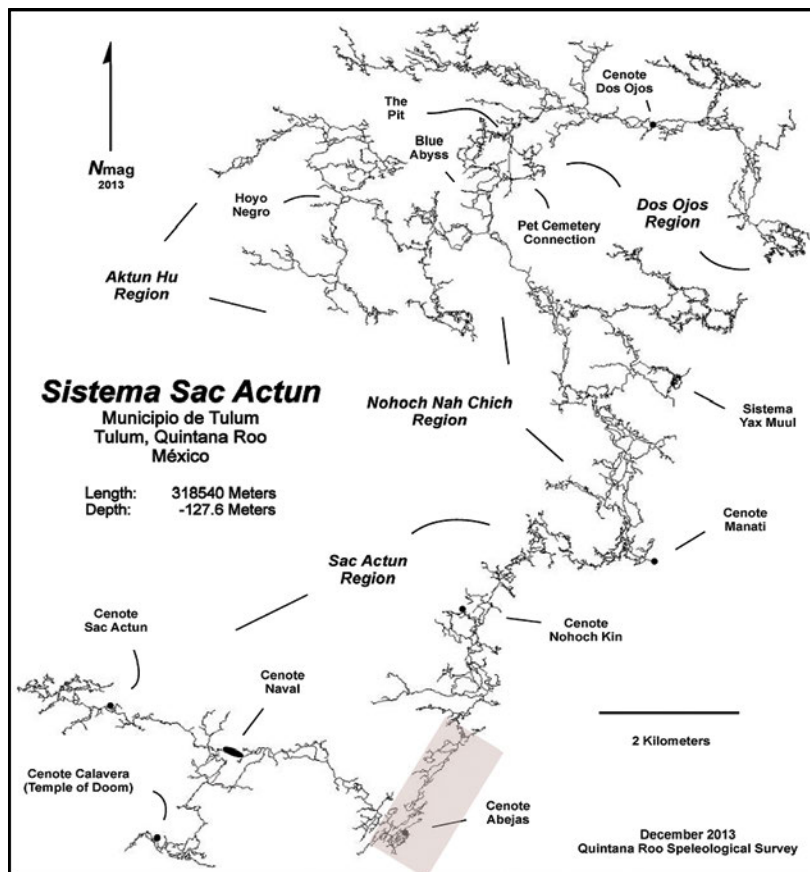 Nmag
2013
The
Pit
Blue
Abyss
Cenote
Dos Ojos
Hoyo
Negro
Pet Cemetery
Connection
Dos Ojos
Region
Aktun Hu
Region
Sistema Sac Actun
Municipio de Tulum
Tulum, Quintana Roo
México
Length: 318540 Meters
Depth: -127.6 Meters
Nohoch Nah Chich
Region
Sistema
Yax Muul
Cenote
Manati
Sac Actun
Region
Cenote
Sac Actun
Cenote
Nohoch Kin
Cenote
Naval
2 Kilometers
Cenote Calavera
(Temple of Doom)
Cenote
Abejas
December 2013
Quintana Roo Speleological Survey